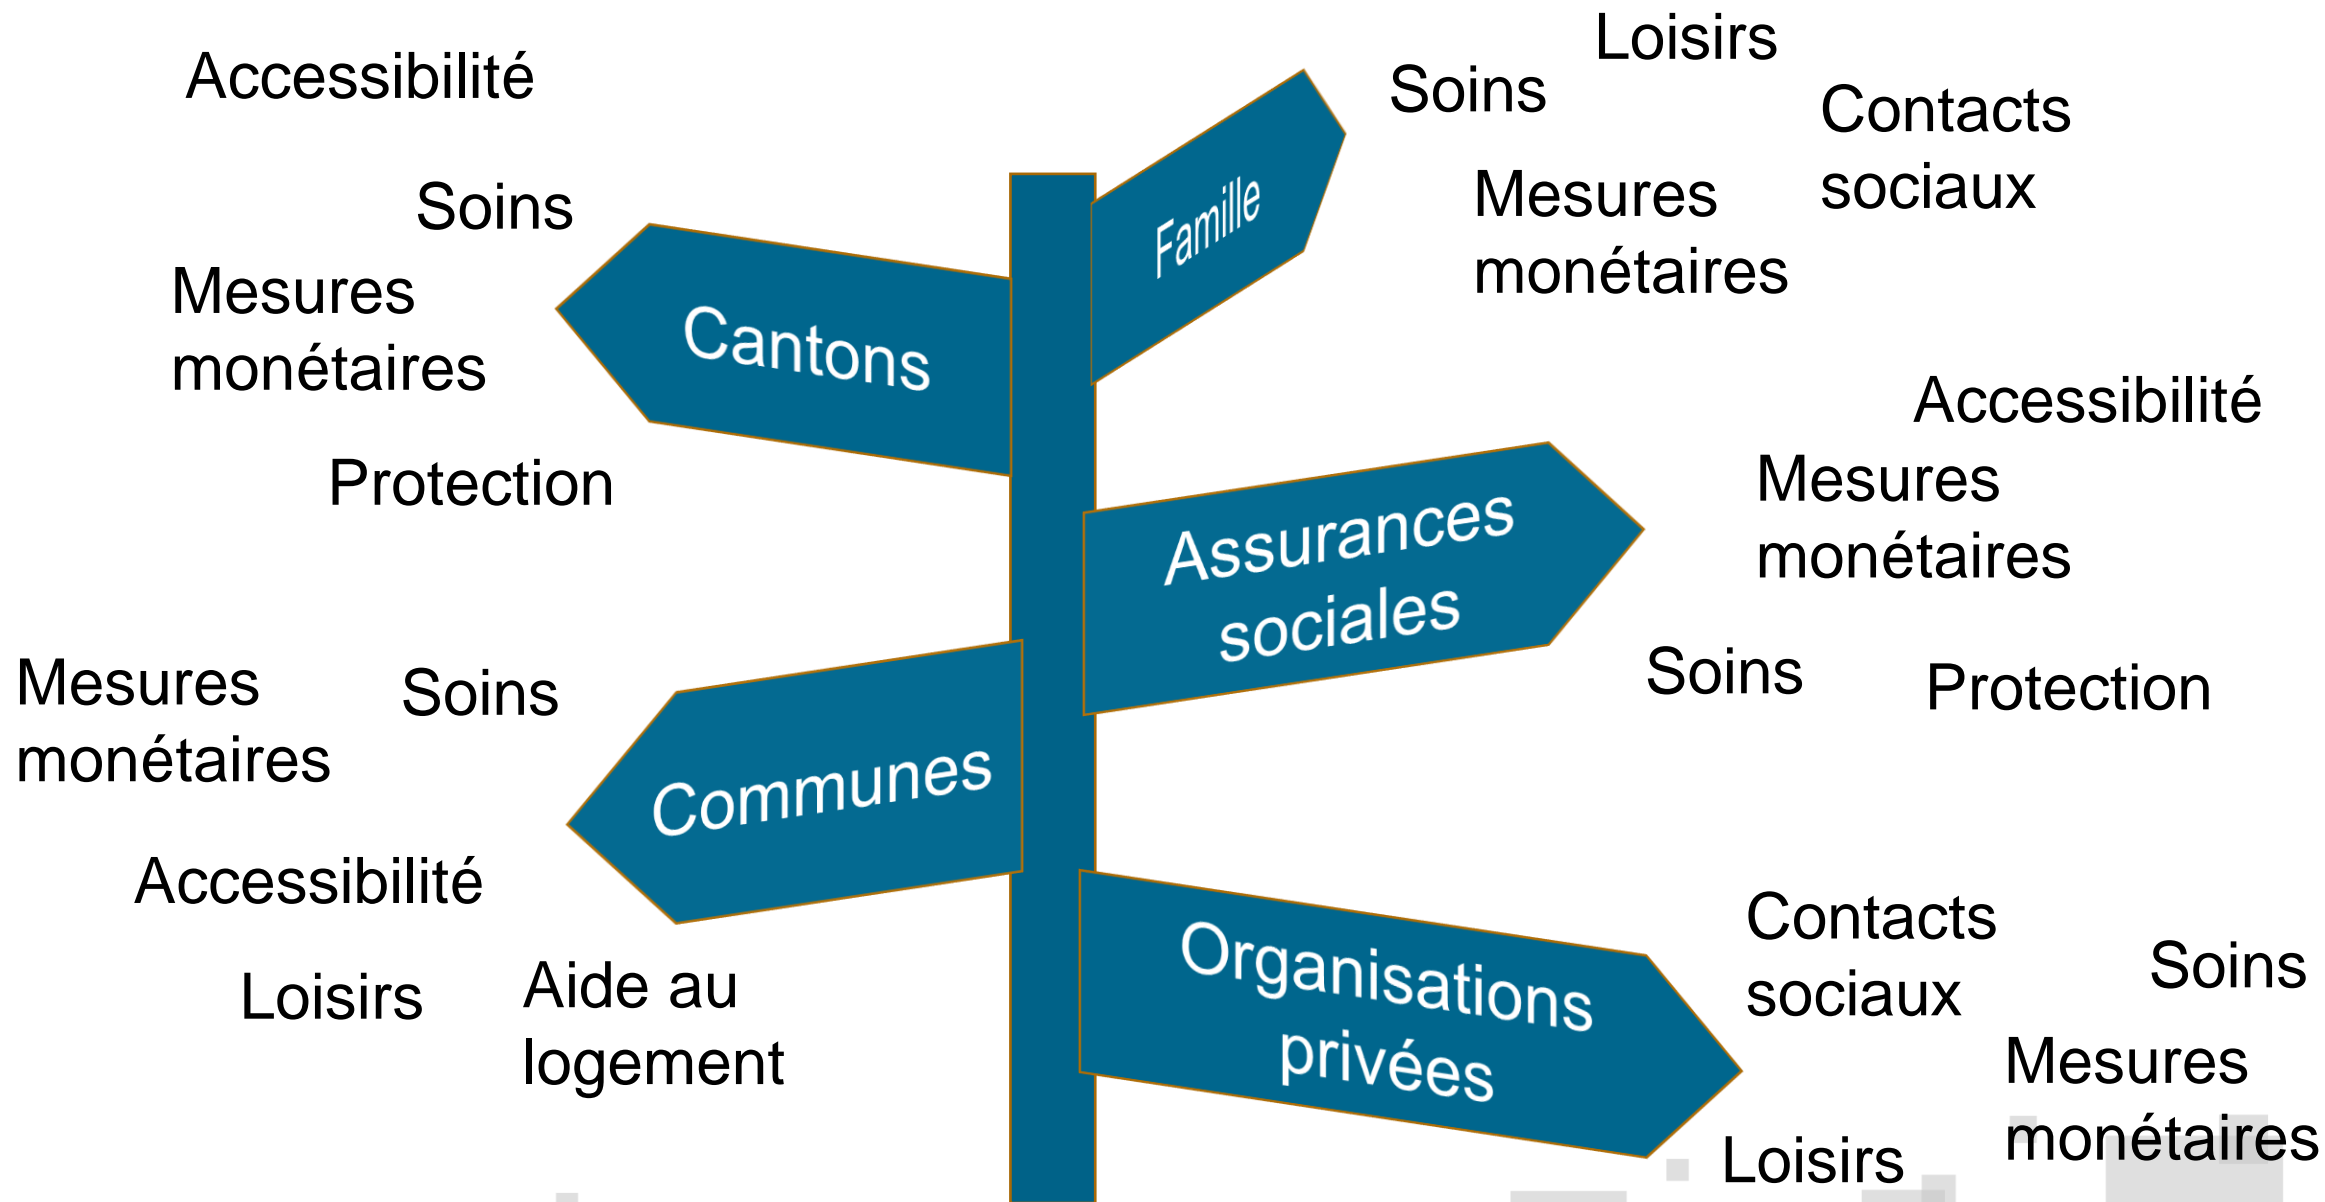 Accessibilité
Soins
Mesures
monétaires
Protection
Cantons
Famille
Loisirs
Soins
Contacts
sociaux
Mesures
monétaires
Assurances
sociales
Accessibilité
Mesures
monétaires
Soins
Protection
Communes
Mesures
monétaires
Soins
Accessibilité
Loisirs
Aide au
logement
Organisations
privées
Contacts
sociaux
Soins
Mesures
monétaires
Loisirs